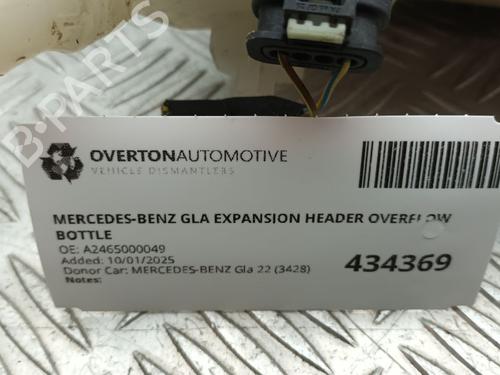 B-PARTS
OVERTONAUTOMOTIVE
VEHICLE DISMANTLERS
MERCEDES-BENZ GLA EXPANSION HEADER OVERFLOW
BOTTLE
OE: A2465000049
Added: 10/01/2025
Donor Car: MERCEDES-BENZ Gla 22 (3428)
Notes:
434369